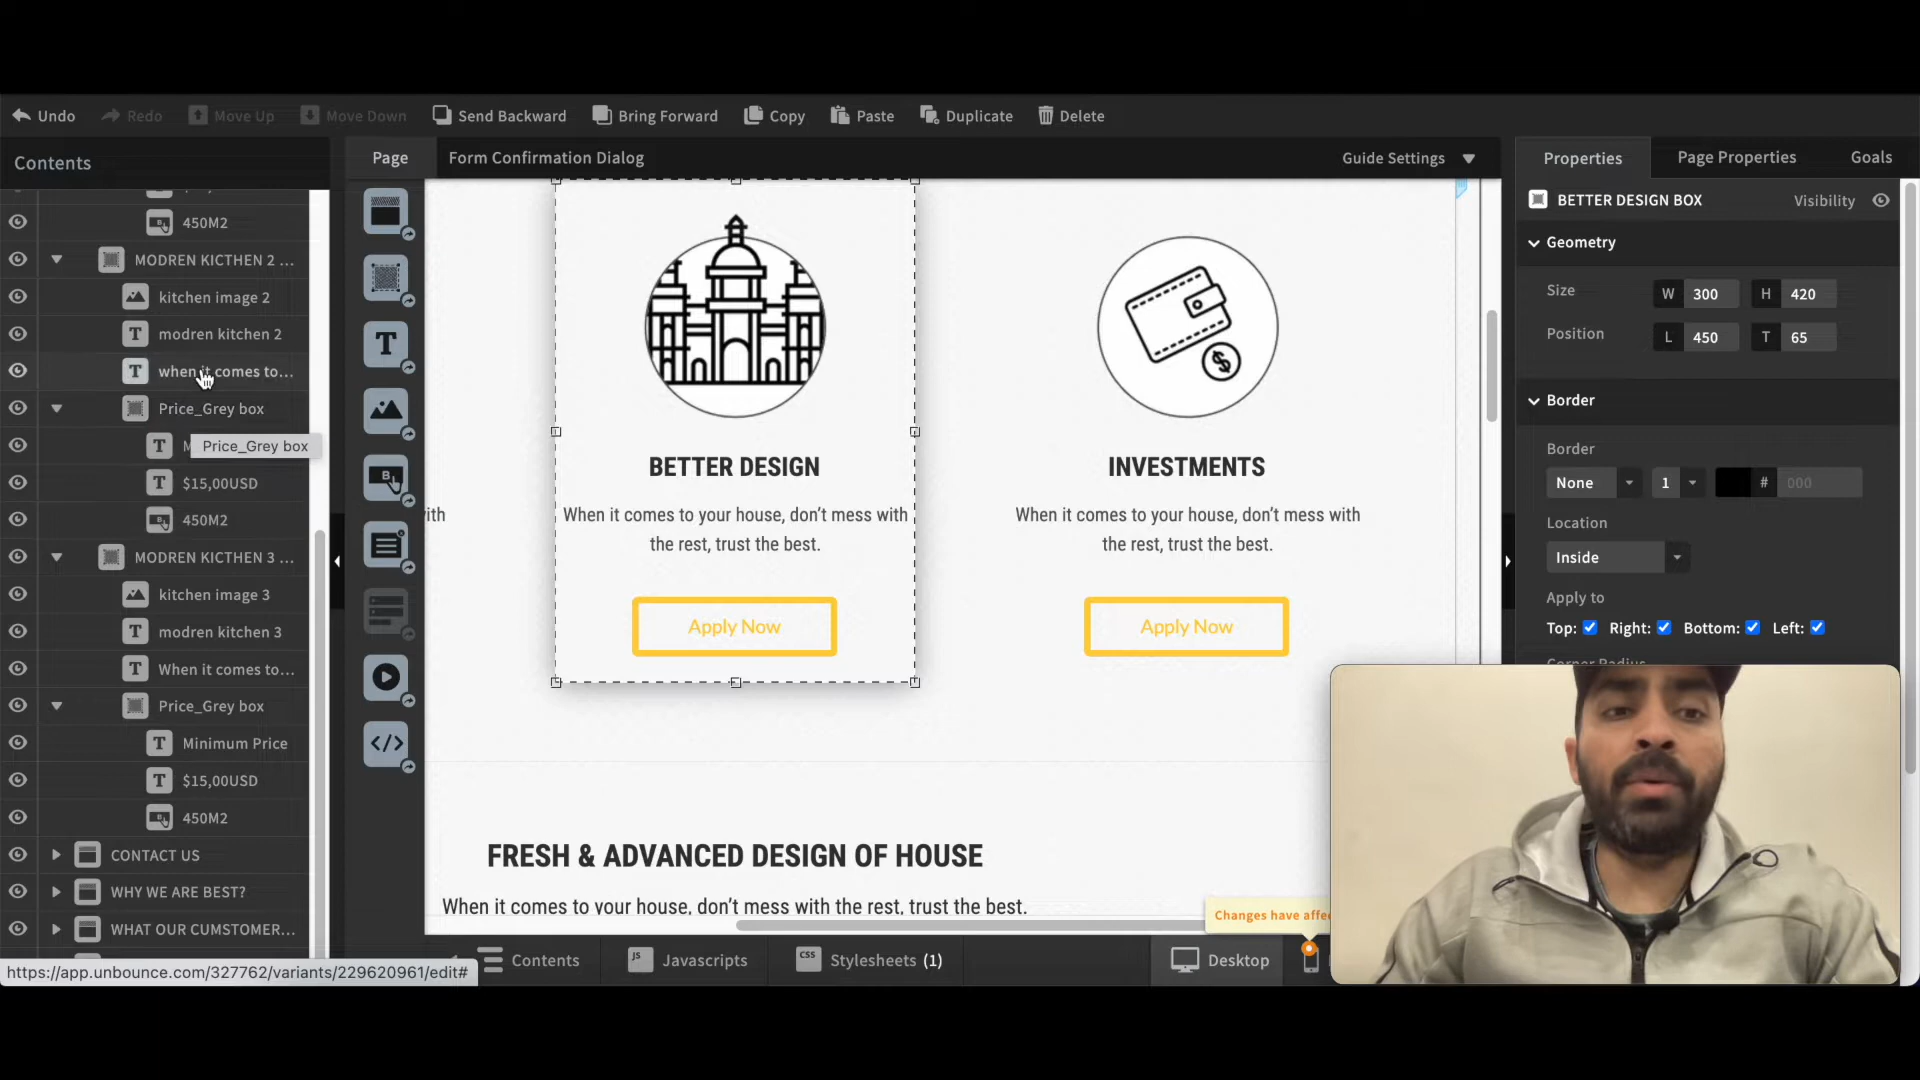 Undo Redo Move Up Move Down Send Backward Bring Forward Copy Paste Duplicate Delete
Contents
450M2
MODREN KICTHEN 2 ...
kitchen image 2
modren kitchen 2
when it comes to...
Price_Grey box
M
Price_Grey box
$15,00USD
450M2
MODREN KICTHEN 3 ...
kitchen image 3
modren kitchen 3
When it comes to...
Price_Grey box
Minimum Price
$15,00USD
450M2
CONTACT US
WHY WE ARE BEST?
WHAT OUR CUMSTOMER...
https://app.unbounce.com/327762/variants/229620961/edit#
Page Form Confirmation Dialog Guide Settings
BETTER DESIGN
When it comes to your house, don’t mess with
the rest, trust the best.
Apply Now
INVESTMENTS
When it comes to your house, don’t mess with
the rest, trust the best.
Apply Now
ith
FRESH & ADVANCED DESIGN OF HOUSE
When it comes to your house, don’t mess with the rest, trust the best.
Changes have affe
Contents JS Javascripts CSS Stylesheets (1) Desktop
Properties Page Properties Goals
BETTER DESIGN BOX Visibility
Geometry
Size W 300 H 420
Position L 450 T 65
Border
Border
None 1 # 000
Location
Inside
Apply to
Top: Right: Bottom: Left:
Corner Radius